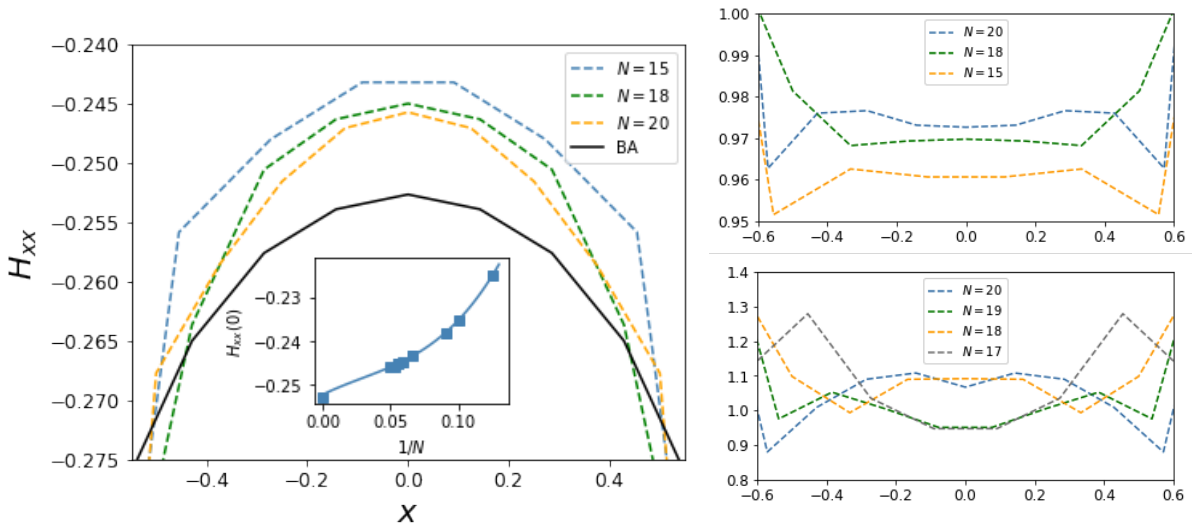 H_xx
−0.240
−0.245
−0.250
−0.255
−0.260
−0.265
−0.270
−0.275
N = 15
N = 18
N = 20
BA
H_xx(0)
−0.23
−0.24
−0.25
0.00 0.05 0.10
1/N
−0.4 −0.2 0.0 0.2 0.4
x
1.00
0.99
0.98
0.97
0.96
0.95
N = 20
N = 18
N = 15
−0.6 −0.4 −0.2 0.0 0.2 0.4 0.6
1.4
1.3
1.2
1.1
1.0
0.9
0.8
N = 20
N = 19
N = 18
N = 17
−0.6 −0.4 −0.2 0.0 0.2 0.4 0.6